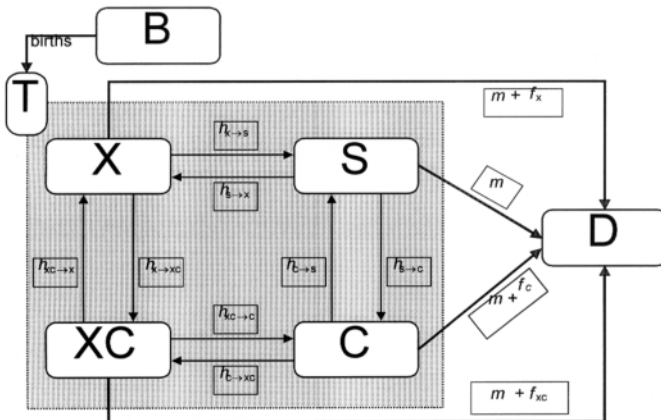 B
births
T
m + fx
hx→s
X
S
hs→x
m
D
hxc→x
hx→xc
hc→s
hs→c
m + fc
hxc→c
XC
C
hc→xc
m + fxc